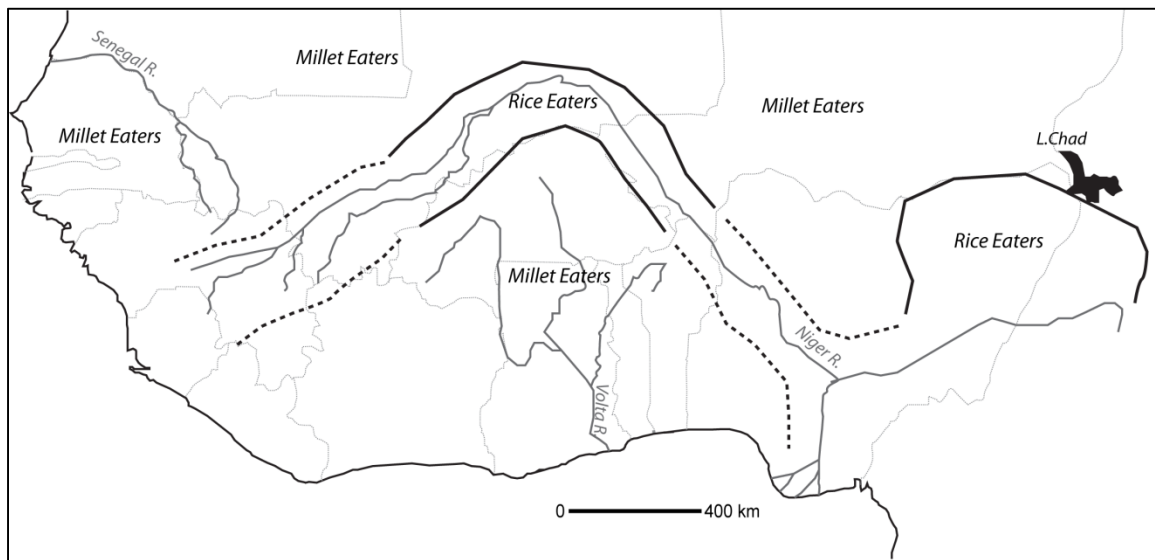 Senegal R.
Millet Eaters
Rice Eaters
Millet Eaters
Millet Eaters
L.Chad
Rice Eaters
Millet Eaters
Niger R.
Volta R
0 400 km